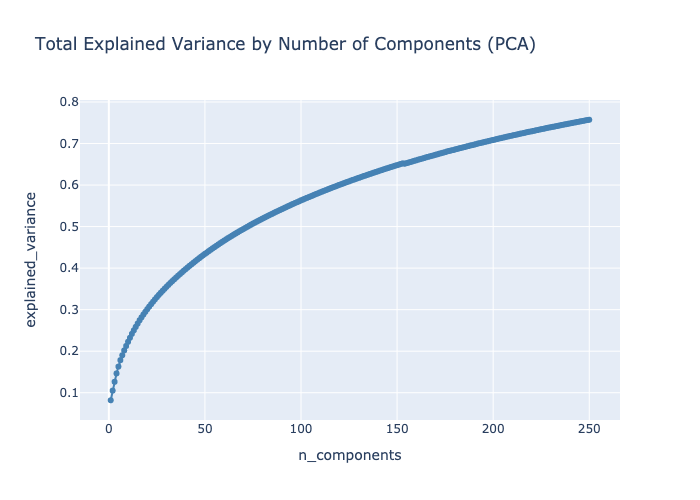 Total Explained Variance by Number of Components (PCA)
0.8
0.7
0.6
0.5
0.4
0.3
0.2
0.1
explained_variance
0 50 100 150 200 250
n_components